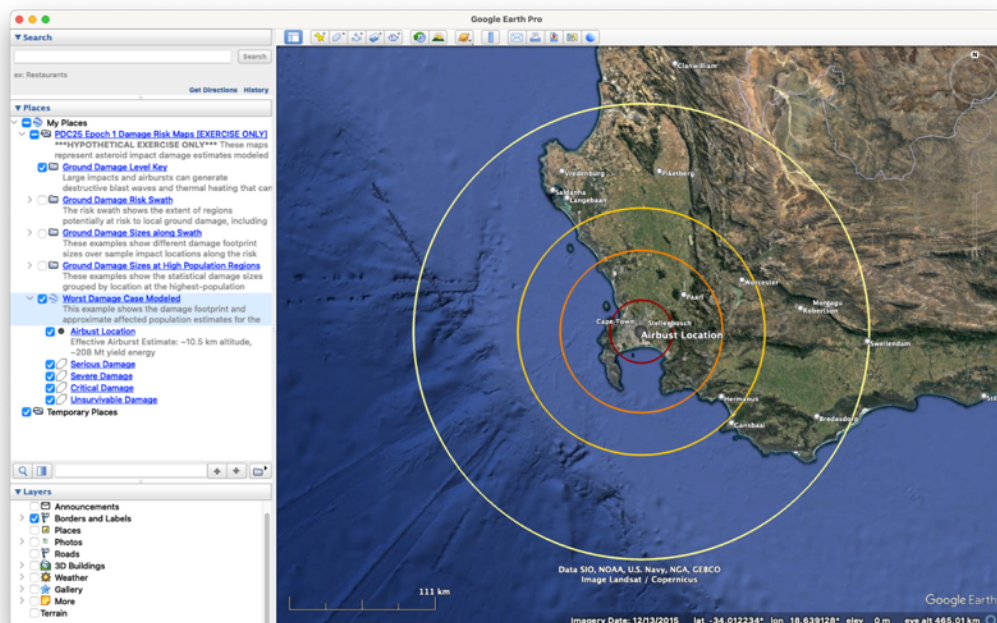 Google Earth Pro
Search
Search
ex: Restaurants
Get Directions History
Places
My Places
PDC25 Epoch 1 Damage Risk Maps [EXERCISE ONLY]
***HYPOTHETICAL EXERCISE ONLY*** These maps
represent asteroid impact damage estimates modeled
Ground Damage Level Key
Large impacts and airbursts can generate
destructive blast waves and thermal heating that can
Ground Damage Risk Swath
The risk swath shows the extent of regions
potentially at risk to local ground damage, including
Ground Damage Sizes along Swath
These examples show different damage footprint
sizes over sample impact locations along the risk
Ground Damage Sizes at High Population Regions
These examples show the statistical damage sizes
grouped by location at the highest-population
Worst Damage Case Modeled
This example shows the damage footprint and
approximate affected population estimates for the
Airbust Location
Effective Airburst Estimate: ~10.5 km altitude,
~208 Mt yield energy
Serious Damage
Severe Damage
Critical Damage
Unsurvivable Damage
Temporary Places
Layers
Announcements
Borders and Labels
Places
Photos
Roads
3D Buildings
Weather
Gallery
More
Terrain
N
Clanwilliam
Vredenburg
Piketberg
Saldanha
Langebaan
Worcester
Paarl
Robertson
Cape Town
Stellenbosch
Airbust Location
Swellendam
Hermanus
Gansbaai
Bredasdorp
Still
Data SIO, NOAA, U.S. Navy, NGA, GEBCO
Image Landsat / Copernicus
111 km
Google Earth
Imagery Date: 12/13/2015 lat -34.012234° lon 18.639128° elev 0 m eye alt 465.01 km